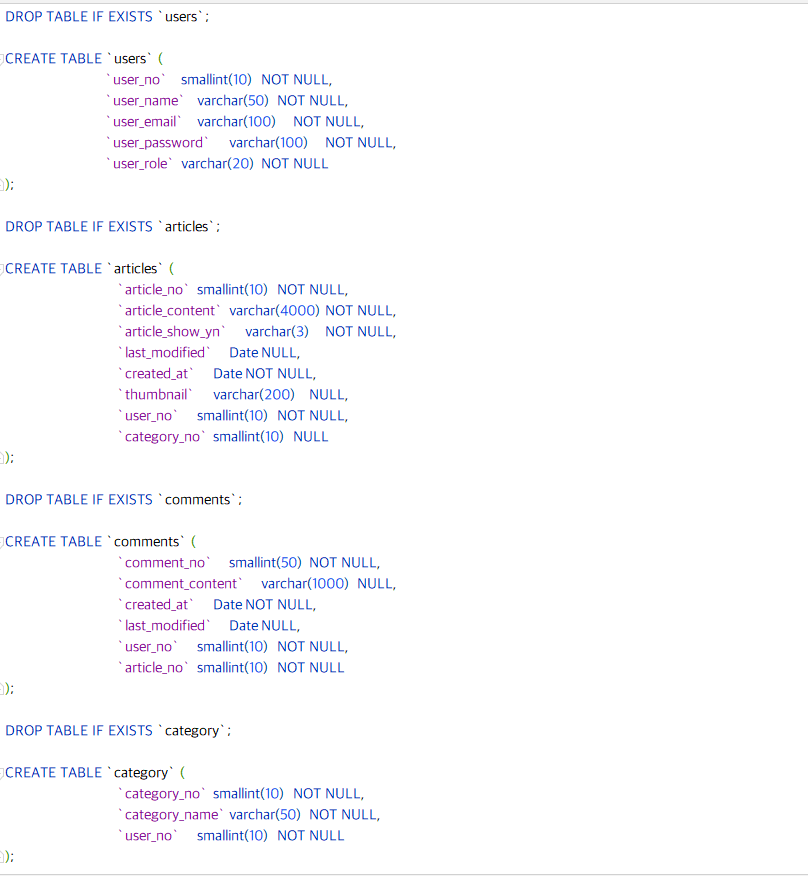 DROP TABLE IF EXISTS `users`;
CREATE TABLE `users` (
`user_no` smallint(10) NOT NULL,
`user_name` varchar(50) NOT NULL,
`user_email` varchar(100) NOT NULL,
`user_password` varchar(100) NOT NULL,
`user_role` varchar(20) NOT NULL
);
DROP TABLE IF EXISTS `articles`;
CREATE TABLE `articles` (
`article_no` smallint(10) NOT NULL,
`article_content` varchar(4000) NOT NULL,
`article_show_yn` varchar(3) NOT NULL,
`last_modified` Date NULL,
`created_at` Date NOT NULL,
`thumbnail` varchar(200) NULL,
`user_no` smallint(10) NOT NULL,
`category_no` smallint(10) NULL
);
DROP TABLE IF EXISTS `comments`;
CREATE TABLE `comments` (
`comment_no` smallint(50) NOT NULL,
`comment_content` varchar(1000) NULL,
`created_at` Date NOT NULL,
`last_modified` Date NULL,
`user_no` smallint(10) NOT NULL,
`article_no` smallint(10) NOT NULL
);
DROP TABLE IF EXISTS `category`;
CREATE TABLE `category` (
`category_no` smallint(10) NOT NULL,
`category_name` varchar(50) NOT NULL,
`user_no` smallint(10) NOT NULL
);